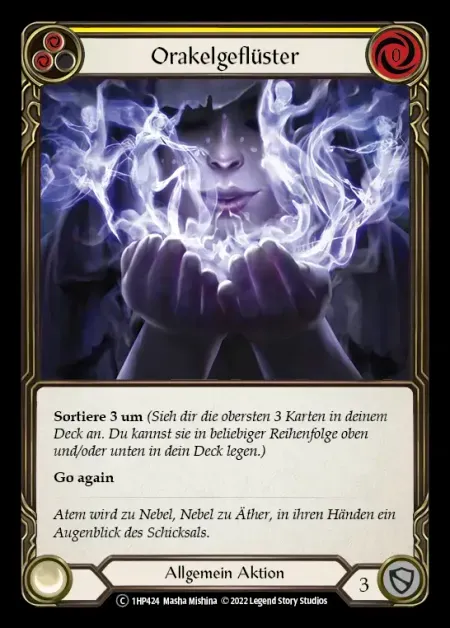 Orakelgeflüster
0
Sortiere 3 um (Sieh dir die obersten 3 Karten in deinem
Deck an. Du kannst sie in beliebiger Reihenfolge oben
und/oder unten in dein Deck legen.)
Go again
Atem wird zu Nebel, Nebel zu Äther, in ihren Händen ein
Augenblick des Schicksals.
Allgemein Aktion
3
C 1HP424 Masha Mishina © 2022 Legend Story Studios